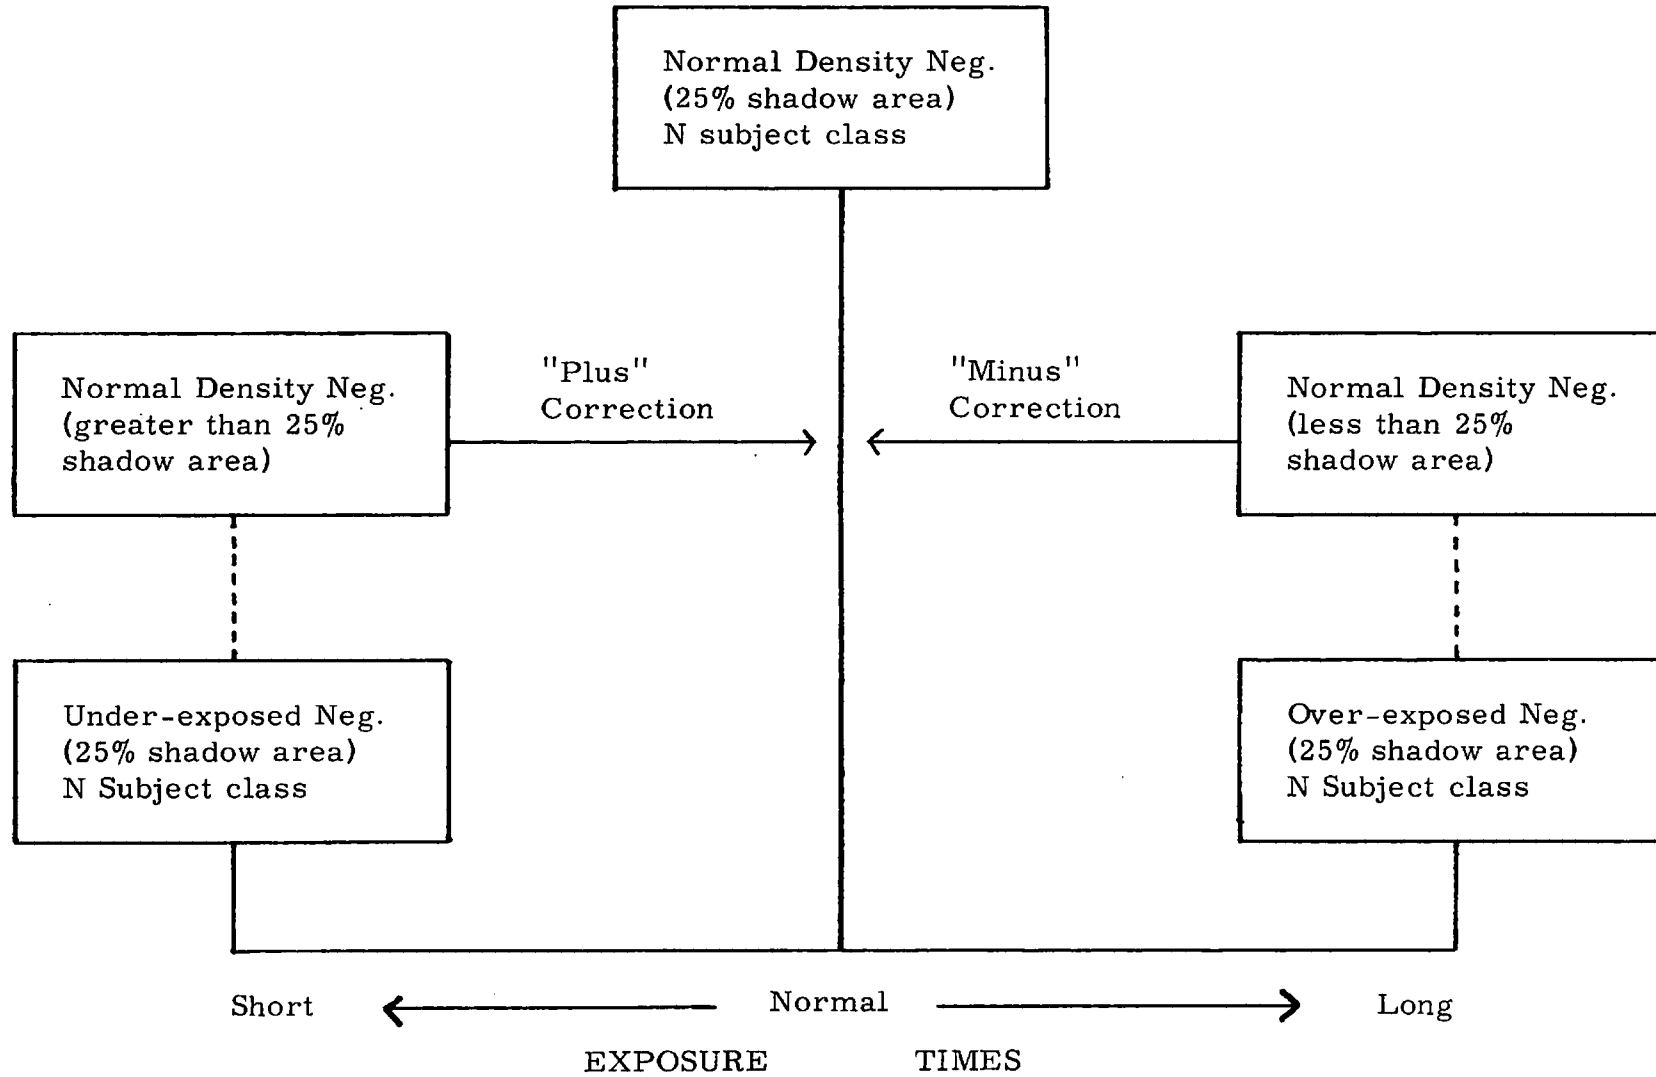 Normal Density Neg.
(25% shadow area)
N subject class
Normal Density Neg.
(greater than 25%
shadow area)
"Plus"
Correction
"Minus"
Correction
Normal Density Neg.
(less than 25%
shadow area)
Under-exposed Neg.
(25% shadow area)
N Subject class
Over-exposed Neg.
(25% shadow area)
N Subject class
Short Normal Long
EXPOSURE TIMES